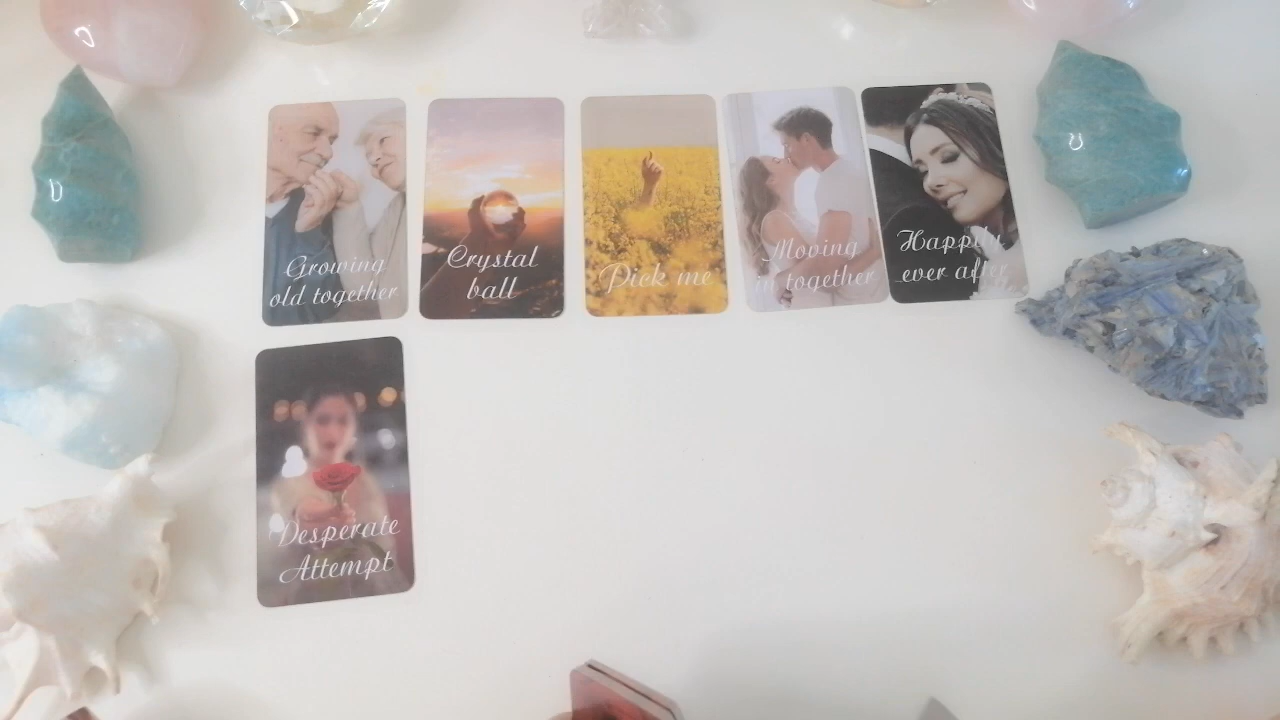 Growing
old together
Crystal
ball
Pick me
Moving
in together
Happily
ever after
Desperate
Attempt